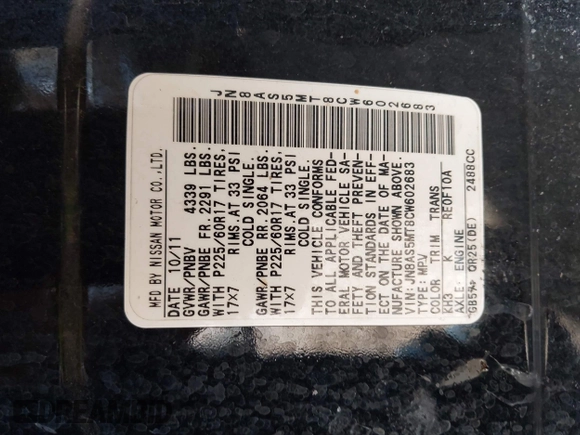 JN8AS5MT8CW602683
MFD BY NISSAN MOTOR CO.,LTD.
DATE 10/11
GVWR/PNBV 4339 LBS.
GAWR/PNBE FR. 2291 LBS.
WITH P225/60R17 TIRES,
17x7 RIMS.AT 33 PSI
COLD SINGLE.
GAWR/PNBE RR. 2064 LBS.
WITH P225/60R17 TIRES,
17x7 RIMS.AT 33 PSI
COLD SINGLE.
THIS VEHICLE CONFORMS
TO ALL APPLICABLE FED-
ERAL MOTOR VEHICLE SA-
FETY AND THEFT PREVEN-
TION STANDARDS IN EFF-
ECT ON THE DATE OF MA-
NUFACTURE SHOWN ABOVE.
VIN: JN8AS5MT8CW602683
TYPE: MPV
COLOR TRIM TRANS
KH3 K RE0F10A
AXLE: ENGINE
QR25(DE) 2488CC